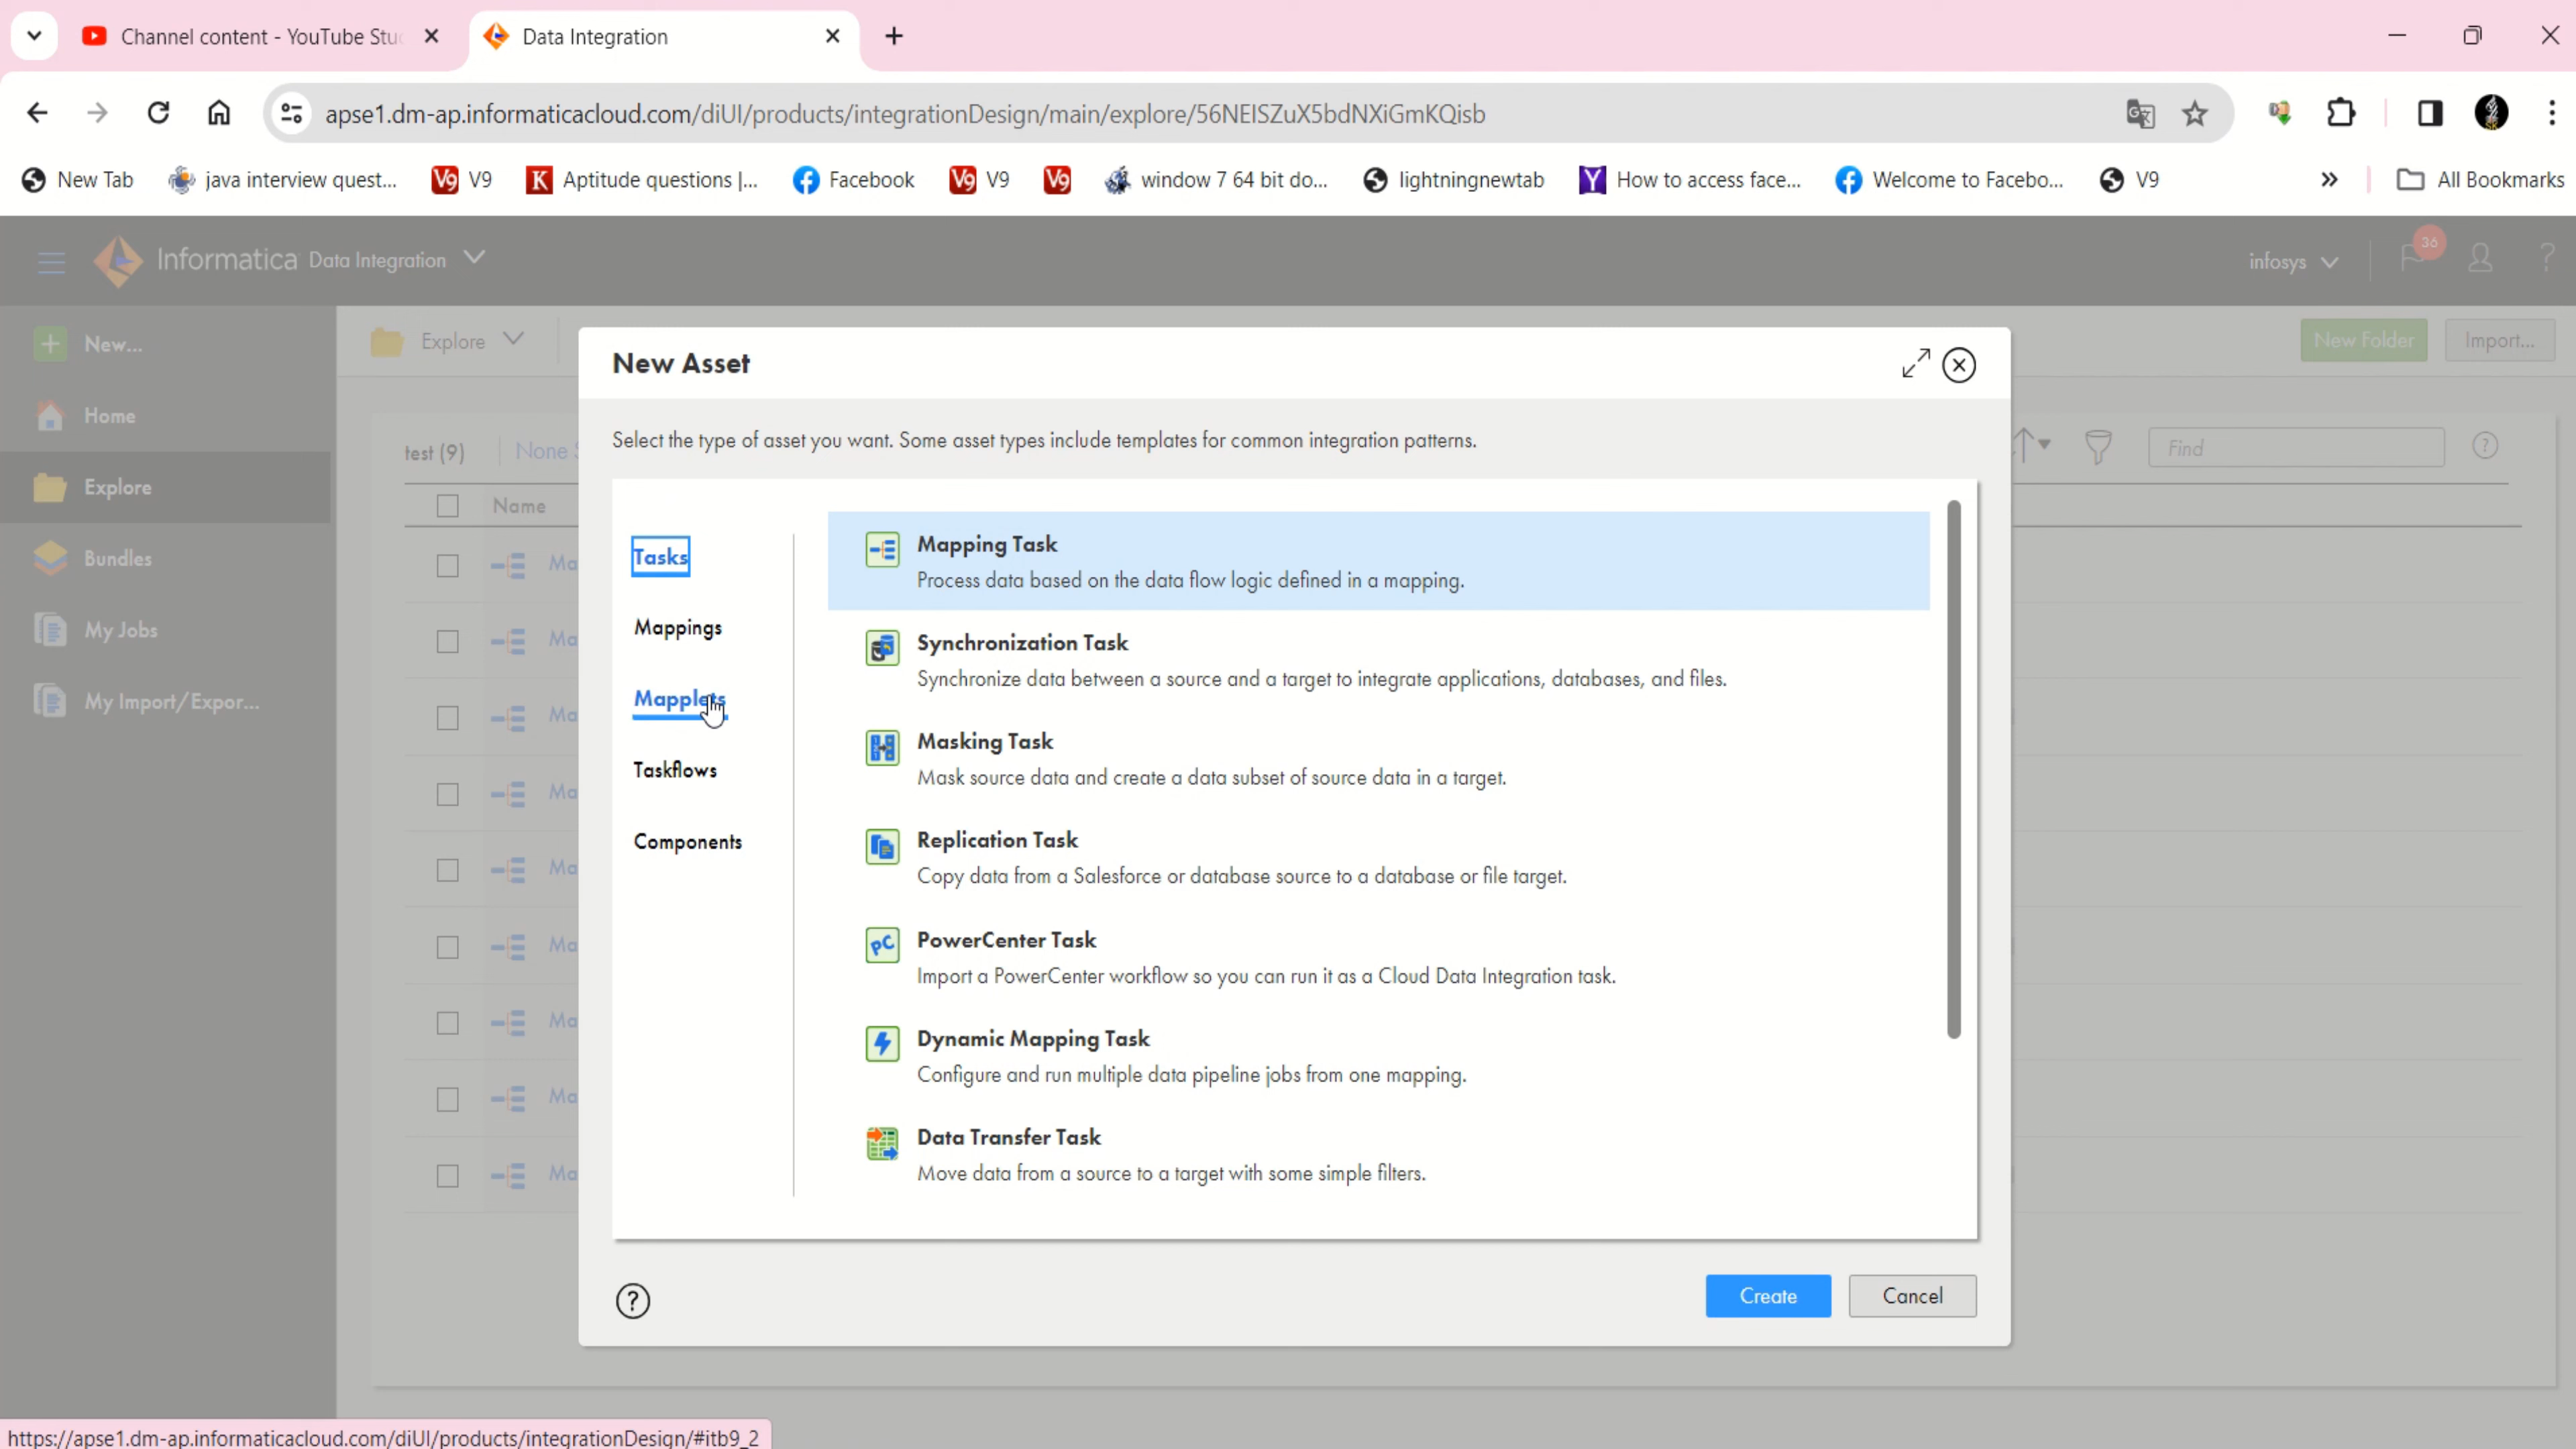 Channel content - YouTube Stu
Data Integration
apse1.dm-ap.informaticacloud.com/diUI/products/integrationDesign/main/explore/56NEISZuX5bdNXiGmKQisb
New Tab
java interview quest...
V9
Aptitude questions |...
Facebook
V9
window 7 64 bit do...
lightningnewtab
How to access face...
Welcome to Facebo...
V9
All Bookmarks
Informatica Data Integration
infosys
36
New...
Home
Explore
Bundles
My Jobs
My Import/Expor...
Explore
New Folder
Import...
test (9)
None S
Find
Name
Ma
Ma
Ma
Ma
Ma
Ma
Ma
Ma
Ma
New Asset
Select the type of asset you want. Some asset types include templates for common integration patterns.
Tasks
Mappings
Mapplets
Taskflows
Components
Mapping Task
Process data based on the data flow logic defined in a mapping.
Synchronization Task
Synchronize data between a source and a target to integrate applications, databases, and files.
Masking Task
Mask source data and create a data subset of source data in a target.
Replication Task
Copy data from a Salesforce or database source to a database or file target.
PowerCenter Task
Import a PowerCenter workflow so you can run it as a Cloud Data Integration task.
Dynamic Mapping Task
Configure and run multiple data pipeline jobs from one mapping.
Data Transfer Task
Move data from a source to a target with some simple filters.
Create
Cancel
https://apse1.dm-ap.informaticacloud.com/diUI/products/integrationDesign/#itb9_2